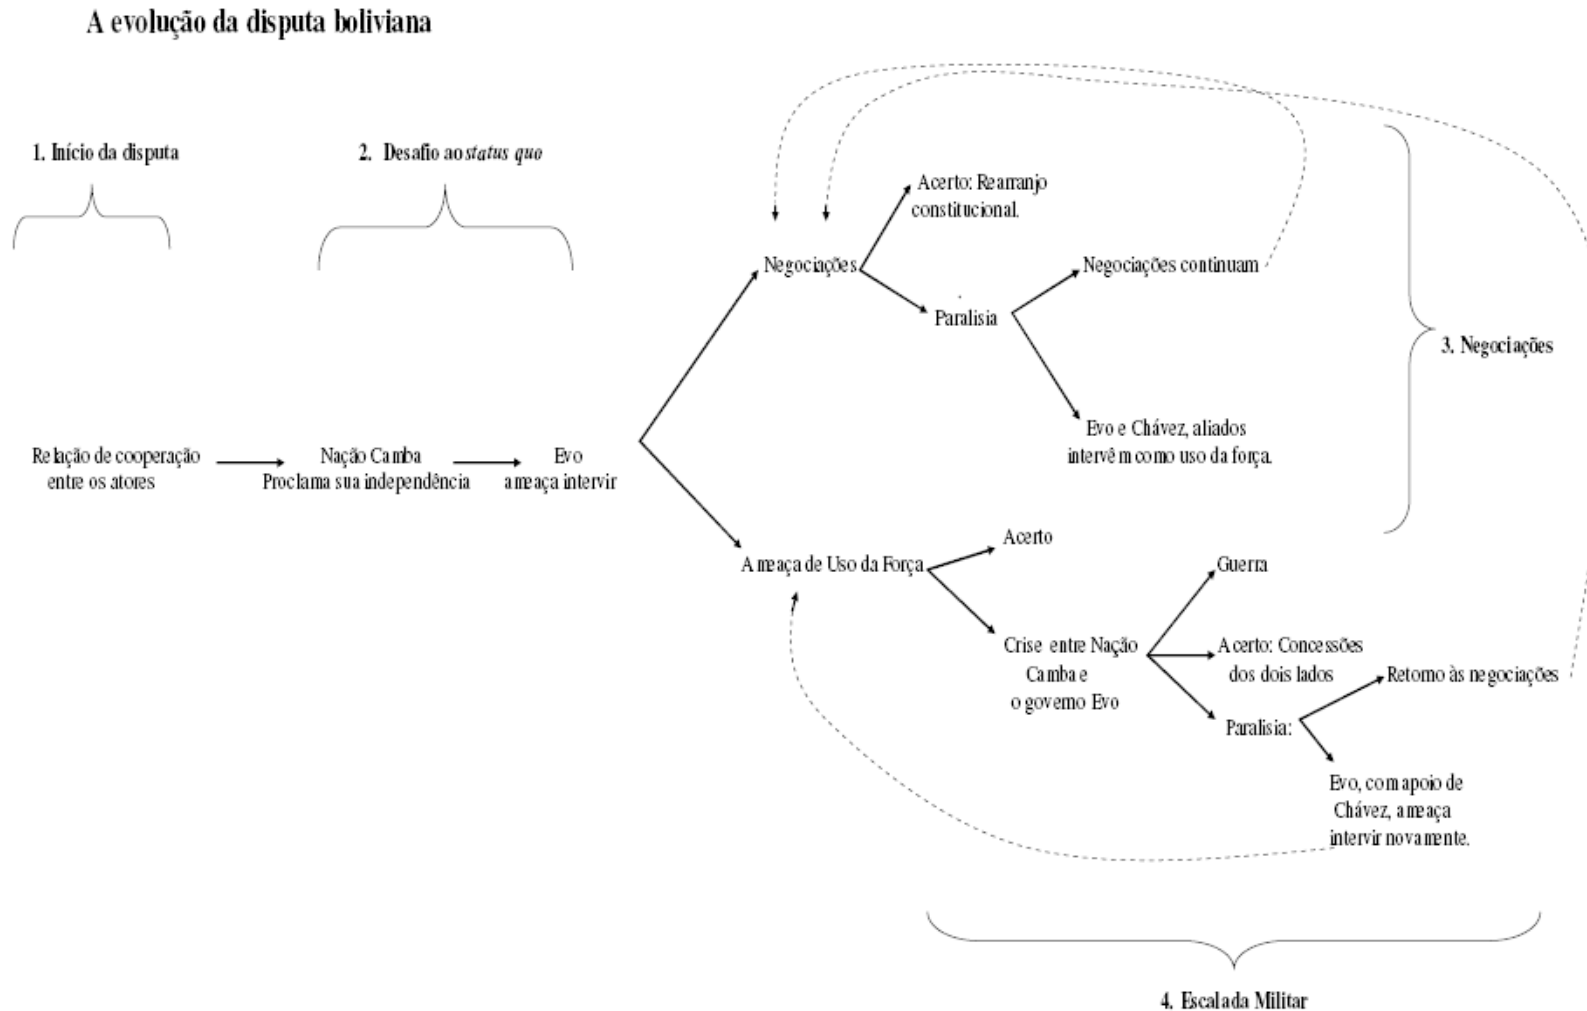 A evolução da disputa boliviana
1. Início da disputa
2. Desafio ao status quo
Acerto: Rearranjo
constitucional.
Negociações
Negociações continuam
Paralisia
3. Negociações
Evo e Chávez, aliados
intervêm como uso da força.
Relação de cooperação
entre os atores
Nação Camba
Proclama sua independência
Evo
ameaça intervir
Acerto
Ameaça de Uso da Força
Guerra
Crise entre Nação
Camba e
o governo Evo
Acerto: Concessões
dos dois lados
Retorno às negociações
Paralisia:
Evo, com apoio de
Chávez, ameaça
intervir novamente.
4. Escalada Militar